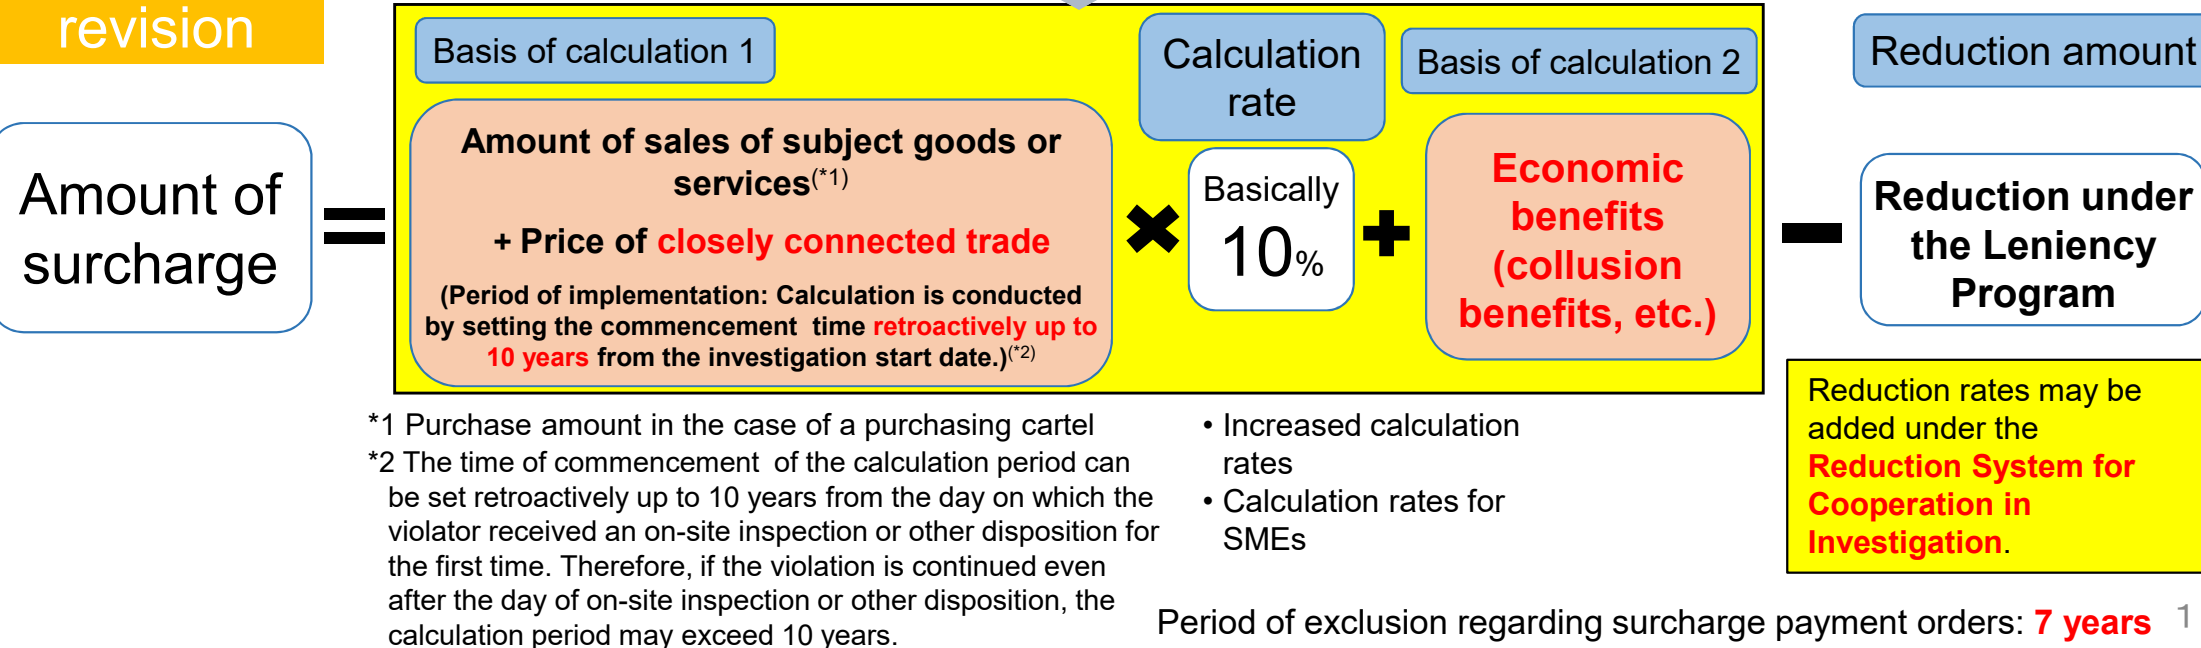 revision
Basis of calculation 1
Calculation
rate
Basis of calculation 2
Reduction amount
Amount of
surcharge
=
Amount of sales of subject goods or
services(*1)
+ Price of closely connected trade
(Period of implementation: Calculation is conducted
by setting the commencement time retroactively up to
10 years from the investigation start date.)(*2)
×
Basically
10%
+
Economic
benefits
(collusion
benefits, etc.)
−
Reduction under
the Leniency
Program
*1 Purchase amount in the case of a purchasing cartel
*2 The time of commencement of the calculation period can
be set retroactively up to 10 years from the day on which the
violator received an on-site inspection or other disposition for
the first time. Therefore, if the violation is continued even
after the day of on-site inspection or other disposition, the
calculation period may exceed 10 years.
• Increased calculation
rates
• Calculation rates for
SMEs
Reduction rates may be
added under the
Reduction System for
Cooperation in
Investigation.
Period of exclusion regarding surcharge payment orders: 7 years
1